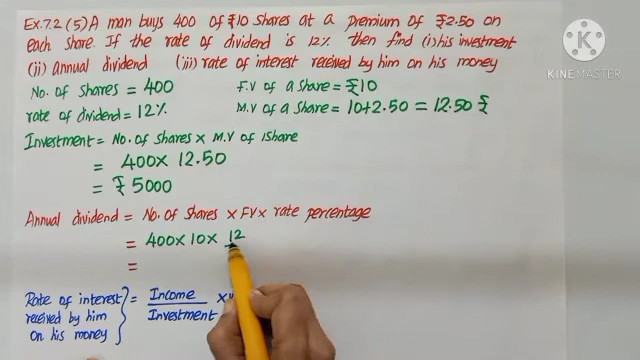 Ex.7.2 (5) A man buys 400 of ₹10 shares at a premium of ₹2.50 on
each share. If the rate of dividend is 12% then find (i) his investment
(ii) annual dividend (iii) rate of interest received by him on his money
No. of shares = 400 F.V of a share = ₹10
rate of dividend = 12% M.V of a share = 10+2.50 = 12.50 ₹
Investment = No. of shares × M.V of 1share
= 400× 12.50
= ₹ 5000
Annual dividend = No. of shares × FV× rate percentage
= 400×10× 12
=
Rate of interest received by him on his money } = Income / Investment ×
KINEMASTER